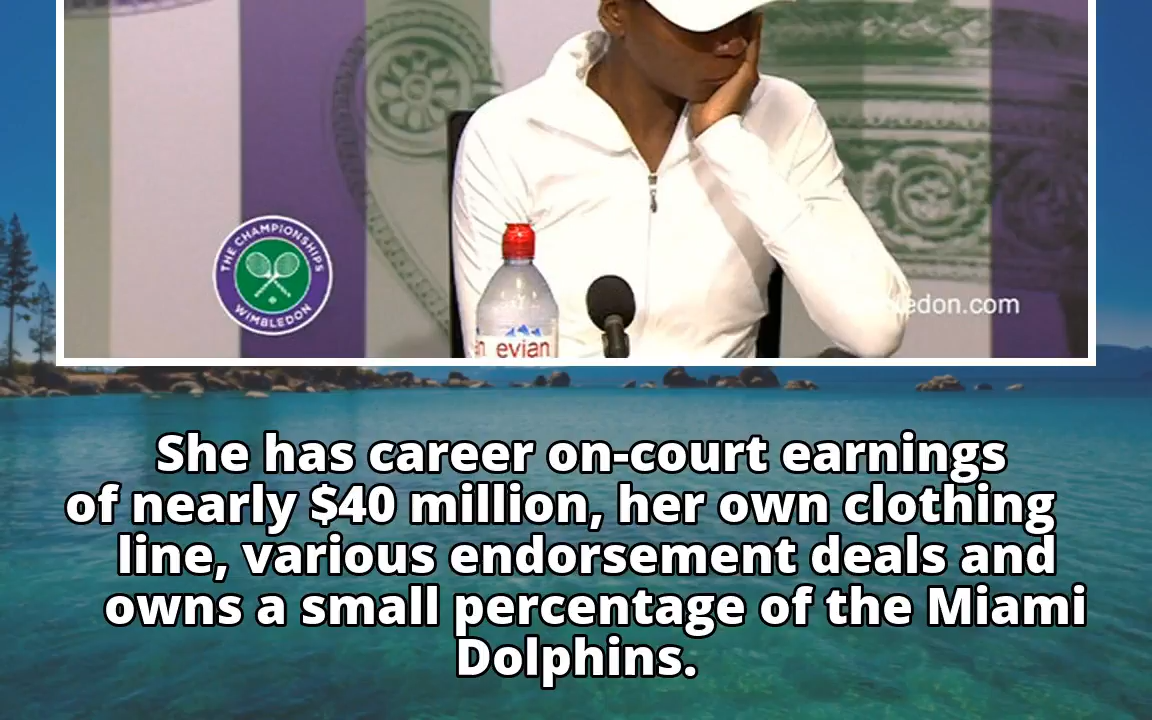 THE CHAMPIONSHIPS
WIMBLEDON
edon.com
evian
She has career on-court earnings
of nearly $40 million, her own clothing
line, various endorsement deals and
owns a small percentage of the Miami
Dolphins.